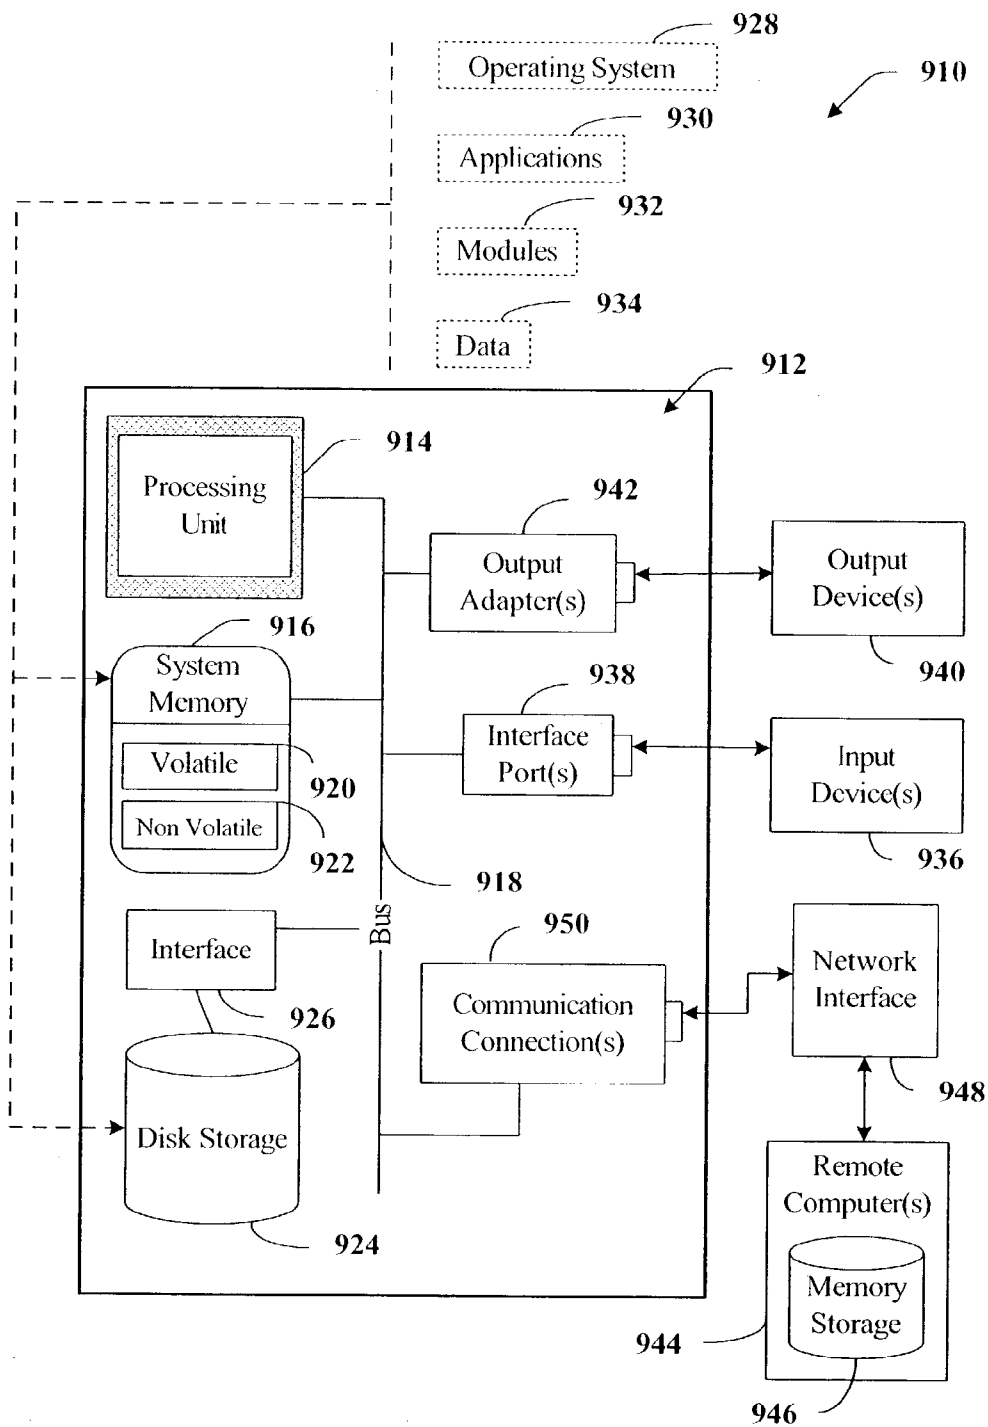 928
Operating System
910
930
Applications
932
Modules
934
Data
912
914
Processing
Unit
942
Output
Adapter(s)
Output
Device(s)
940
916
System
Memory
938
Interface
Port(s)
Input
Device(s)
936
Volatile
920
Non Volatile
922
918
Bus
950
Interface
926
Communication
Connection(s)
Network
Interface
948
Disk Storage
924
Remote
Computer(s)
Memory
Storage
944
946